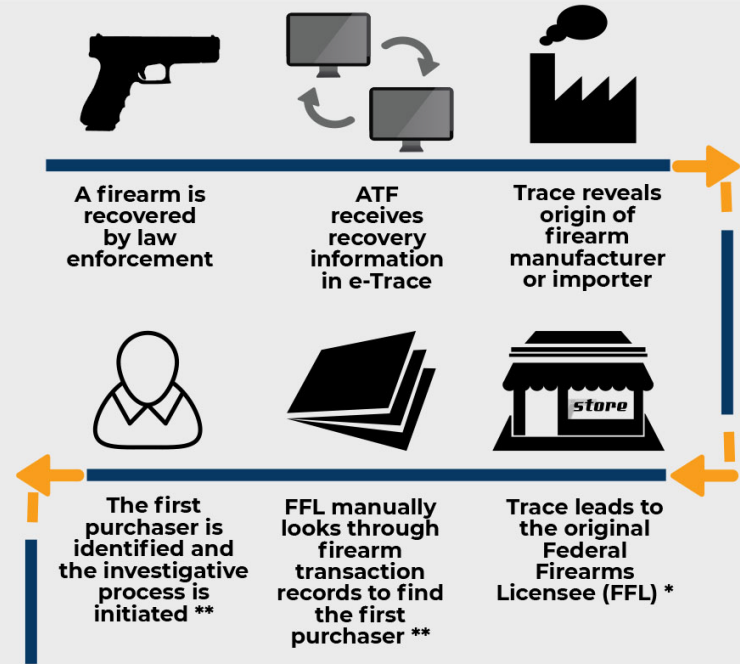 A firearm is
recovered
by law
enforcement
ATF
receives
recovery
information
in e-Trace
Trace reveals
origin of
firearm
manufacturer
or importer
store
Trace leads to
the original
Federal
Firearms
Licensee (FFL) *
FFL manually
looks through
firearm
transaction
records to find
the first
purchaser **
The first
purchaser is
identified and
the investigative
process is
initiated **